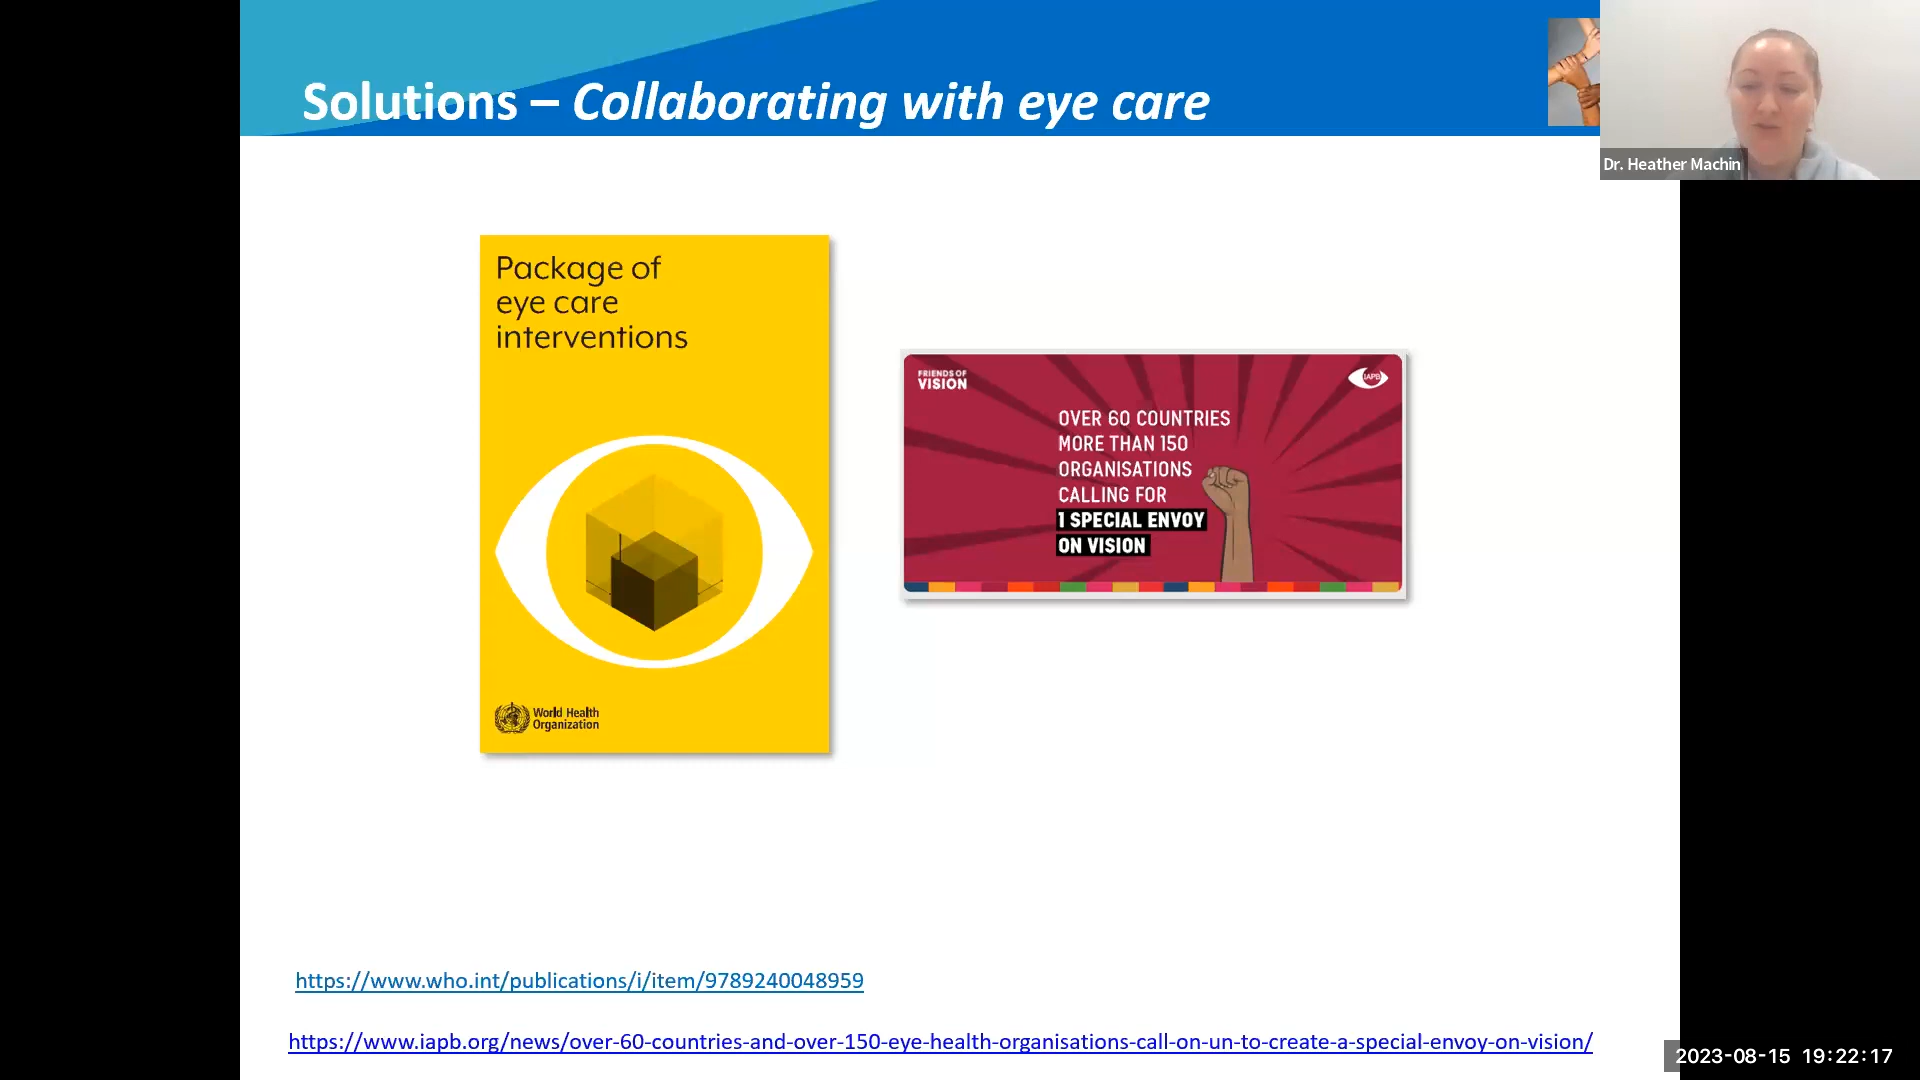 Solutions – Collaborating with eye care
Dr. Heather Machin
Package of
eye care
interventions
World Health
Organization
FRIENDS OF
VISION
IAPB
OVER 60 COUNTRIES
MORE THAN 150
ORGANISATIONS
CALLING FOR
1 SPECIAL ENVOY
ON VISION
https://www.who.int/publications/i/item/9789240048959
https://www.iapb.org/news/over-60-countries-and-over-150-eye-health-organisations-call-on-un-to-create-a-special-envoy-on-vision/
2023-08-15 19:22:17